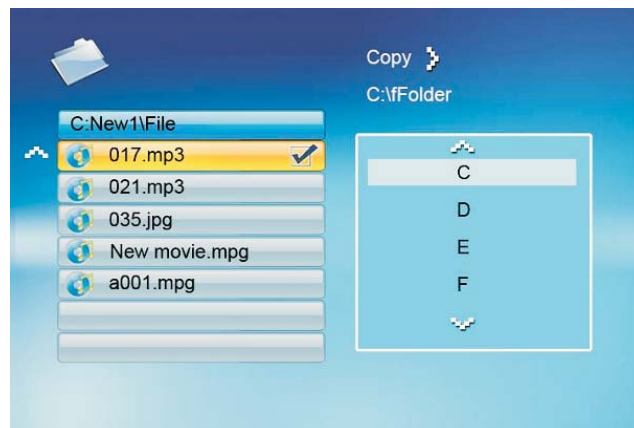 Copy
C:\fFolder
C:New1\File
017.mp3
021.mp3
035.jpg
New movie.mpg
a001.mpg
C
D
E
F